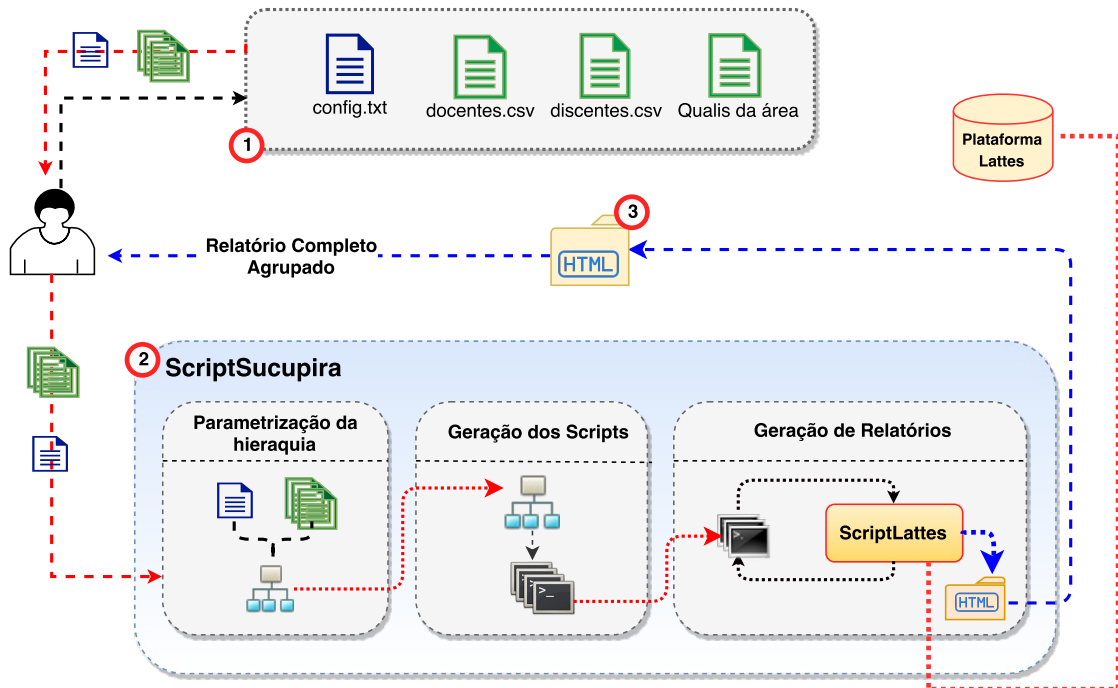 config.txt
docentes.csv
discentes.csv
Qualis da área
1
Plataforma
Lattes
3
HTML
Relatório Completo
Agrupado
2
ScriptSucupira
Parametrização da
hieraquia
Geração dos Scripts
>_
Geração de Relatórios
>.
ScriptLattes
HTML